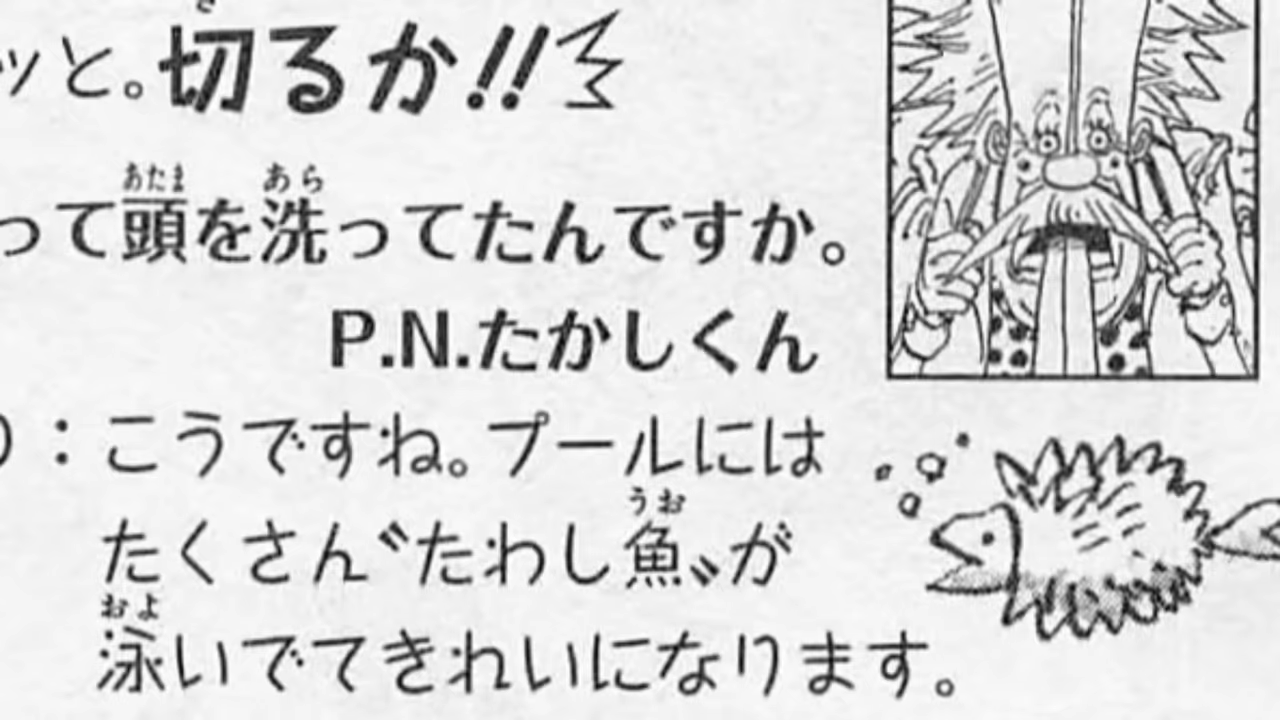 ッと。切るか!!
って頭を洗ってたんですか。
P.N.たかしくん
：こうですね。プールには
たくさん〝たわし魚〟が
泳いでてきれいになります。